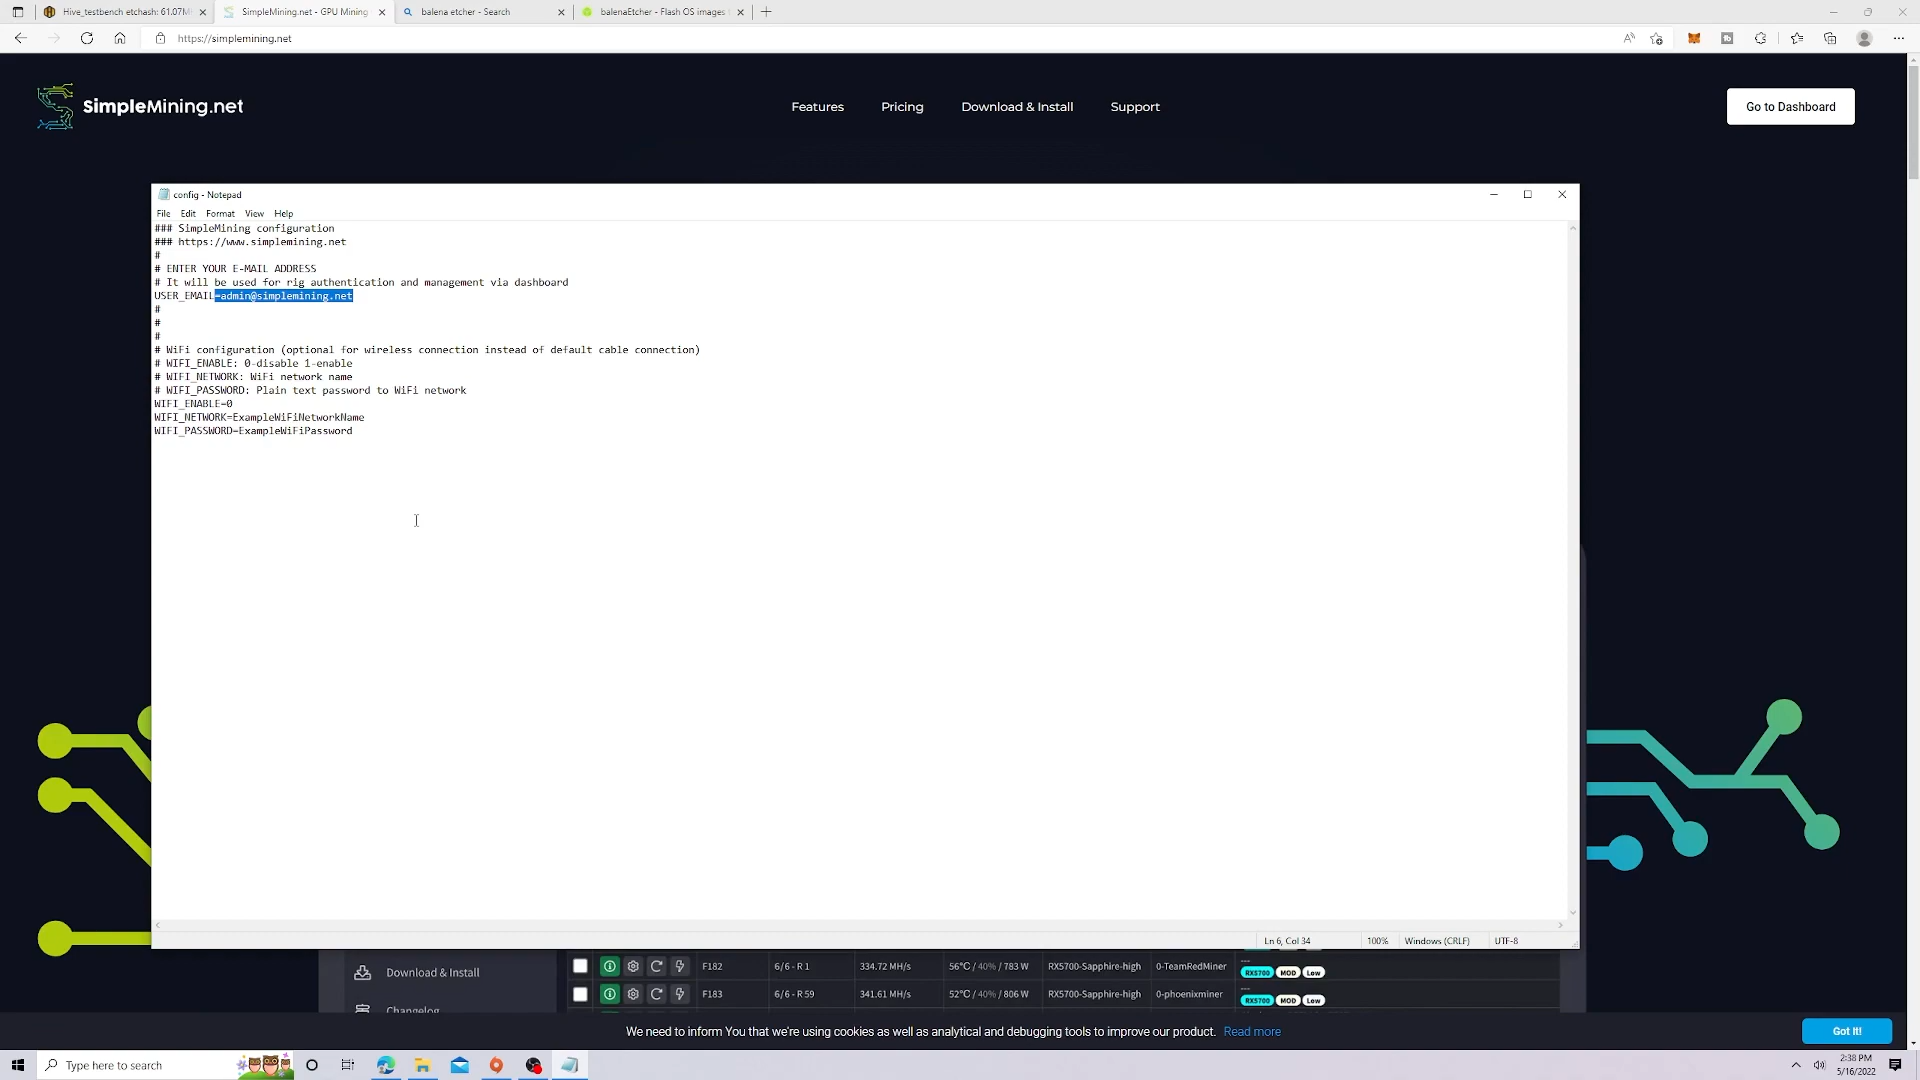 Hive_testbench etchash: 61.07M
SimpleMining.net - GPU Mining
balena etcher - Search
balenaEtcher - Flash OS images
https://simplemining.net
SimpleMining.net
Features
Pricing
Download & Install
Support
Go to Dashboard
config - Notepad
File Edit Format View Help
### SimpleMining configuration
### https://www.simplemining.net
#
# ENTER YOUR E-MAIL ADDRESS
# It will be used for rig authentication and management via dashboard
USER_EMAIL=admin@simplemining.net
#
#
#
# WiFi configuration (optional for wireless connection instead of default cable connection)
# WIFI_ENABLE: 0-disable 1-enable
# WIFI_NETWORK: WiFi network name
# WIFI_PASSWORD: Plain text password to WiFi network
WIFI_ENABLE=0
WIFI_NETWORK=ExampleWiFiNetworkName
WIFI_PASSWORD=ExampleWiFiPassword
Ln 6, Col 34 100% Windows (CRLF) UTF-8
Download & Install
F182 6/6 - R 1 334.72 MH/s 56°C / 40% / 783 W RX5700-Sapphire-high 0-TeamRedMiner
RX5700 MOD Low
F183 6/6 - R 59 341.61 MH/s 52°C / 40% / 806 W RX5700-Sapphire-high 0-phoenixminer
RX5700 MOD Low
Changelog
We need to inform You that we're using cookies as well as analytical and debugging tools to improve our product. Read more
Got It!
Type here to search
2:38 PM
5/16/2022